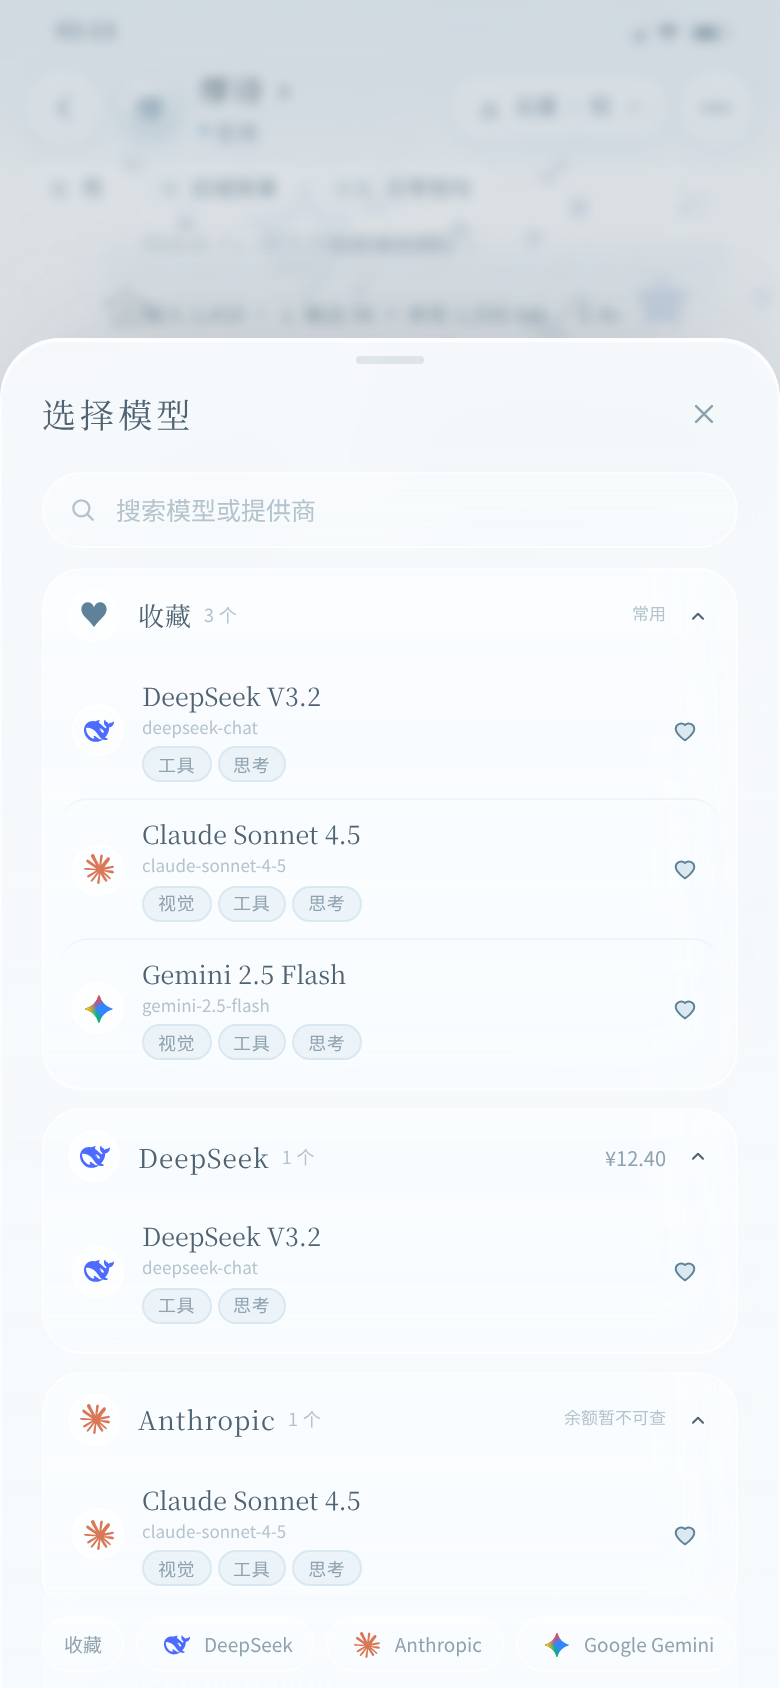 选择模型
搜索模型或提供商
收藏 3 个 常用
DeepSeek V3.2
deepseek-chat
工具 思考
Claude Sonnet 4.5
claude-sonnet-4-5
视觉 工具 思考
Gemini 2.5 Flash
gemini-2.5-flash
视觉 工具 思考
DeepSeek 1 个 ¥12.40
DeepSeek V3.2
deepseek-chat
工具 思考
Anthropic 1 个 余额暂不可查
Claude Sonnet 4.5
claude-sonnet-4-5
视觉 工具 思考
收藏 DeepSeek Anthropic Google Gemini